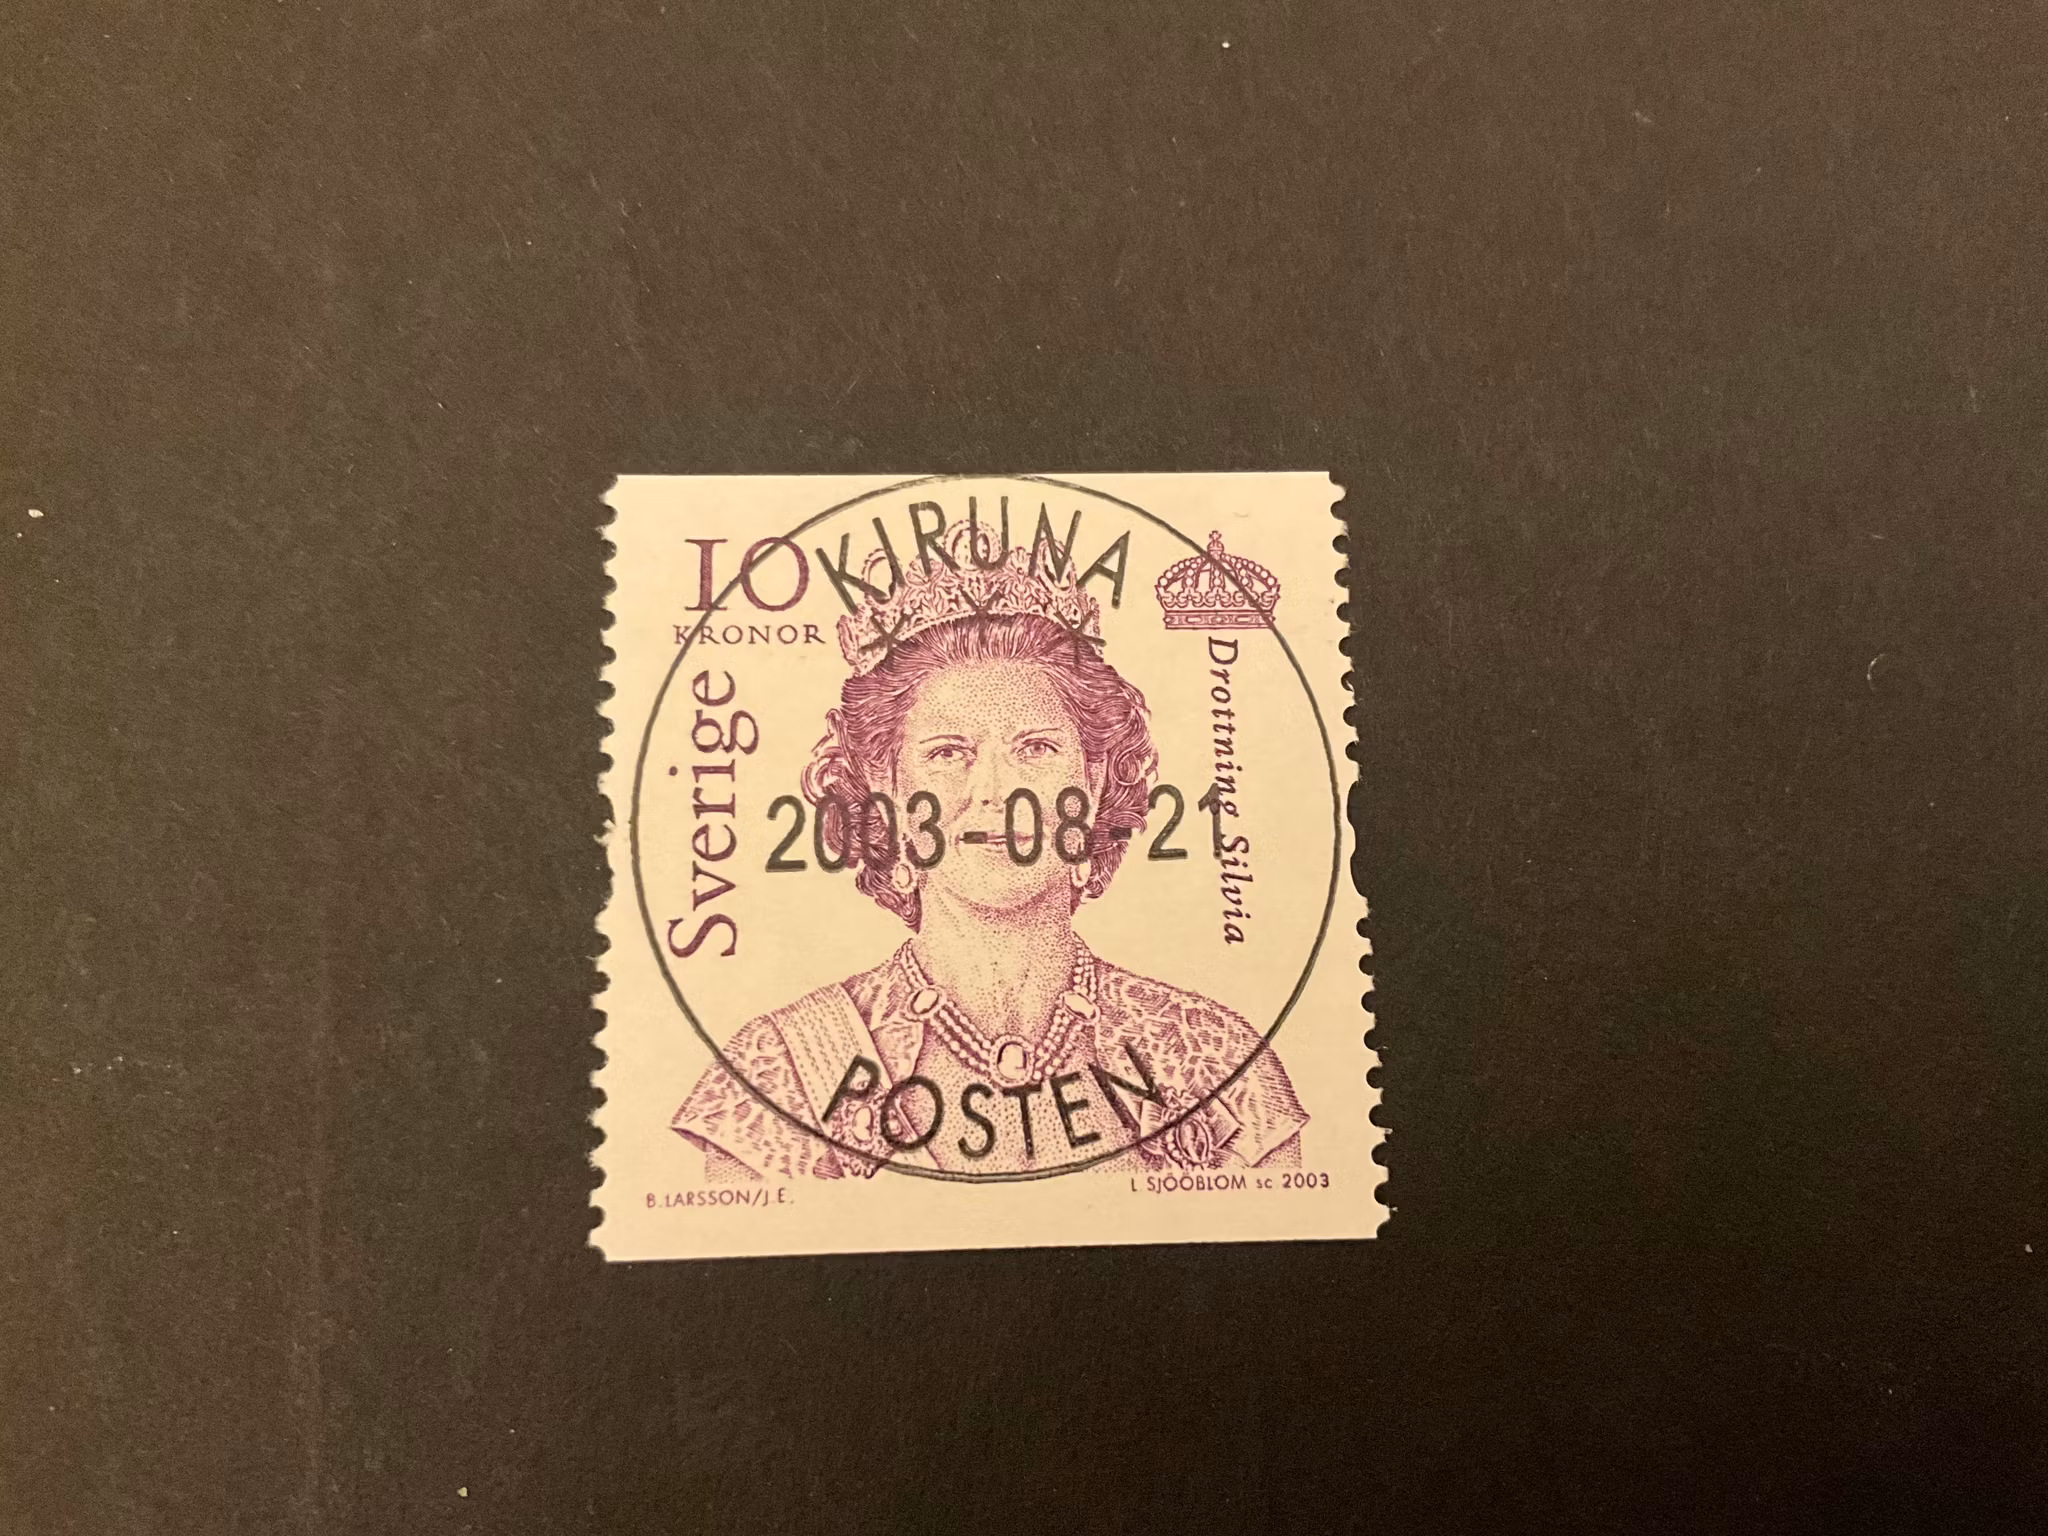 10
KRONOR
Sverige
Drottning Silvia
KIRUNA
2003-08-21
POSTEN
B. LARSSON/J.E.
L. SJÖÖBLOM sc. 2003